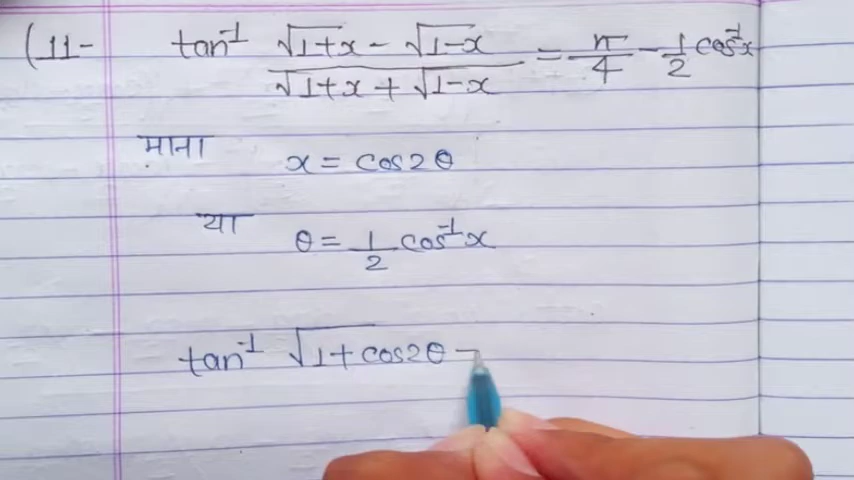 (11- tan⁻¹ (√1+x - √1-x)/(√1+x + √1-x) = π/4 - 1/2 cos⁻¹x
माना x = cos2θ
या θ = 1/2 cos⁻¹x
tan⁻¹ √1+cos2θ -